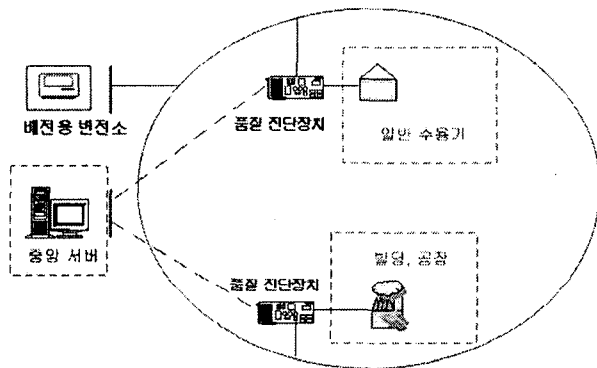 배전용 변전소
품질 진단장치
일반 수용가
중앙 서버
빌딩, 공장
품질 진단장치